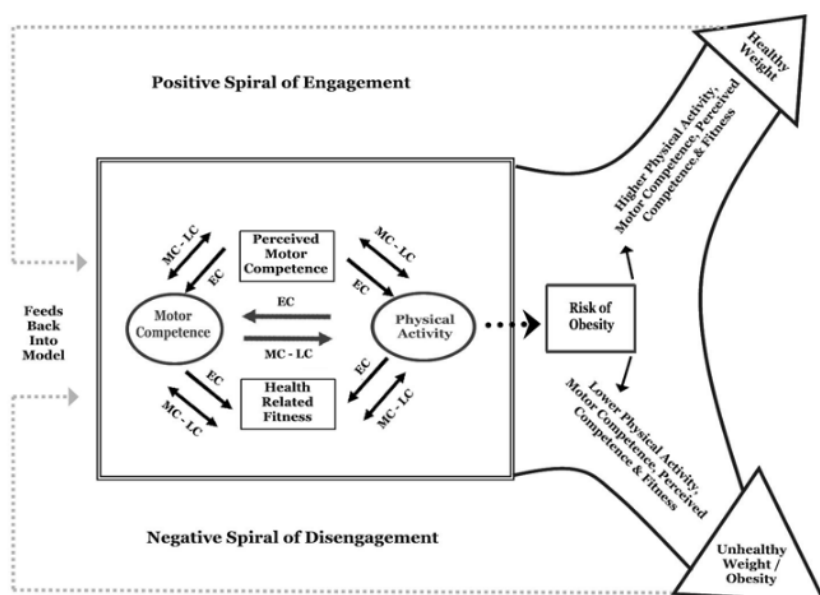 Healthy
Weight
Positive Spiral of Engagement
Higher Physical Activity,
Motor Competence, Perceived
Competence,& Fitness
MC - LC
EC
Perceived
Motor
Competence
MC - LC
EC
Feeds
Back
Into
Model
Motor
Competence
EC
MC - LC
Physical
Activity
Risk of
Obesity
EC
MC - LC
Health
Related
Fitness
EC
MC - LC
Lower Physical Activity,
Motor Competence, Perceived
Competence & Fitness
Negative Spiral of Disengagement
Unhealthy
Weight /
Obesity